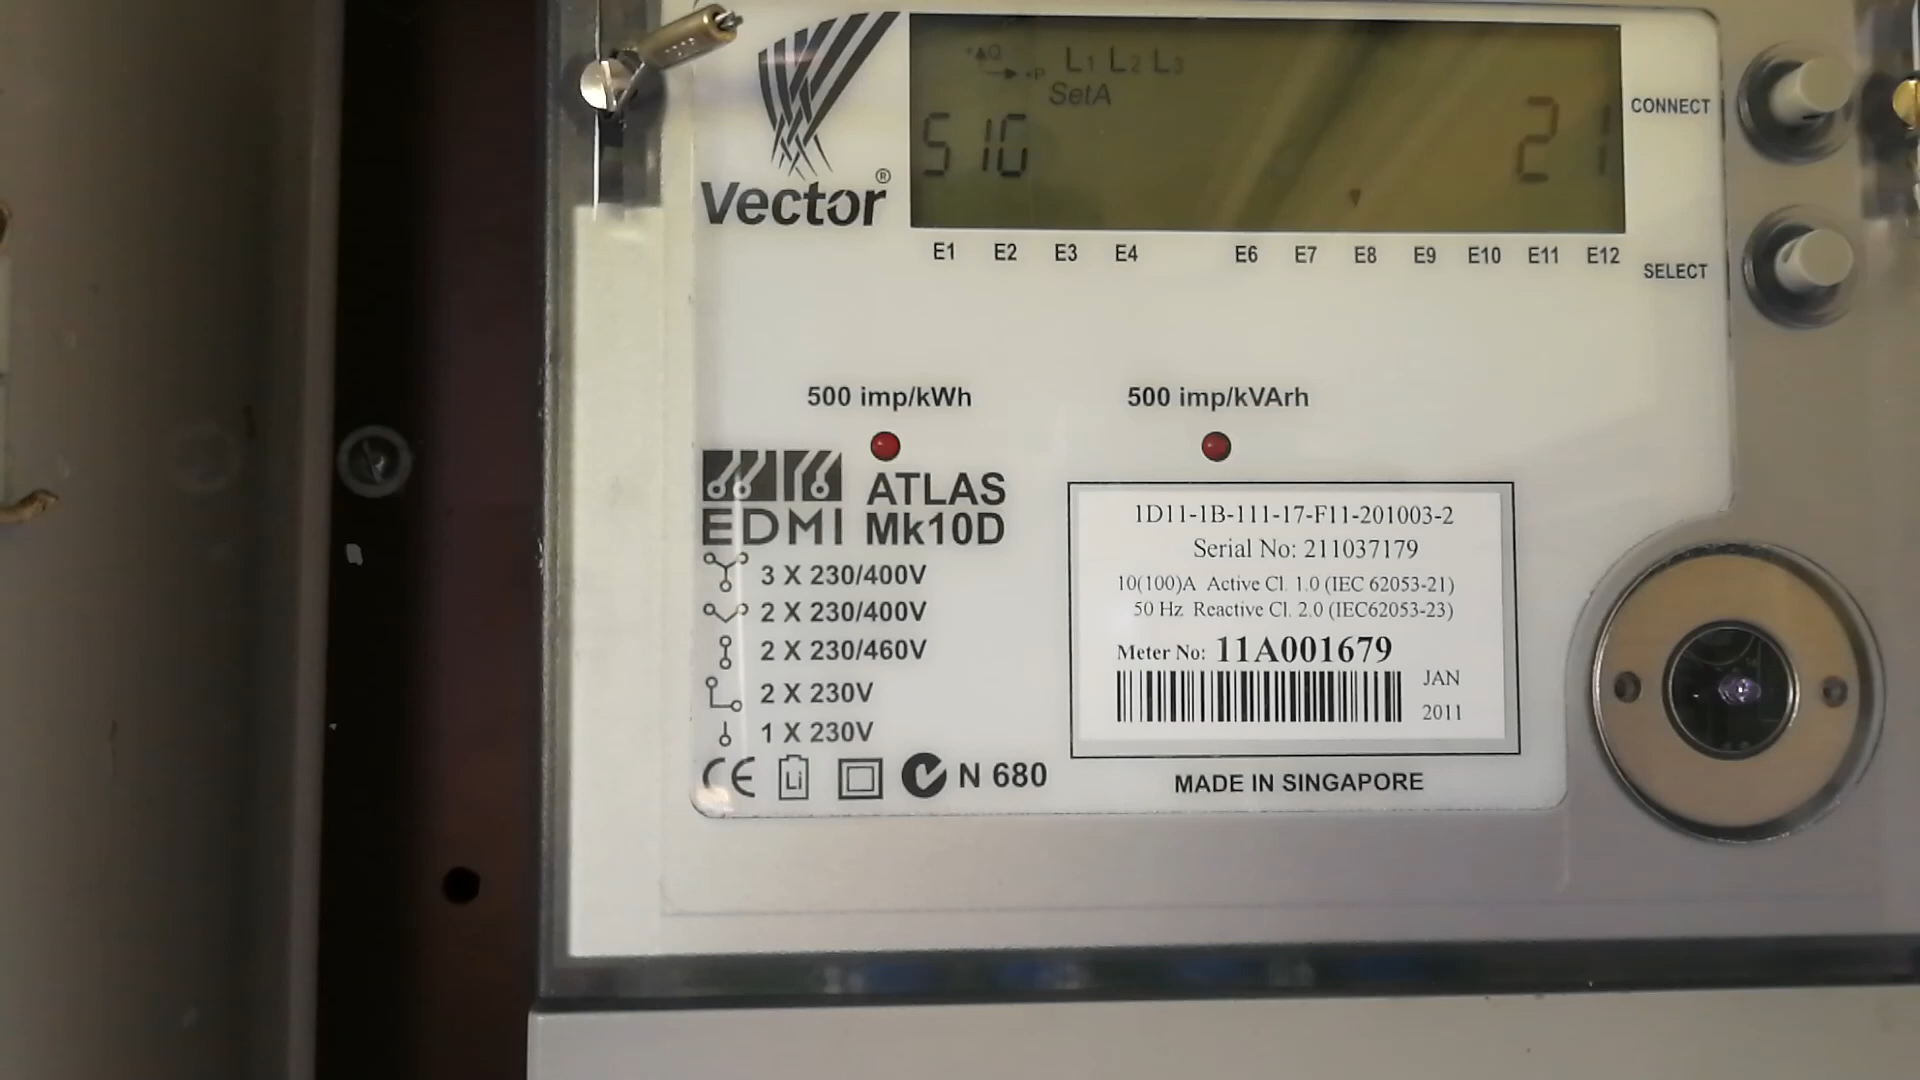 Vector®
+Q +P L1 L2 L3
SetA
SIG 21
CONNECT
SELECT
E1 E2 E3 E4 E6 E7 E8 E9 E10 E11 E12
500 imp/kWh
500 imp/kVArh
EDMI
ATLAS
Mk10D
3 X 230/400V
2 X 230/400V
2 X 230/460V
2 X 230V
1 X 230V
CE Li N 680
1D11-1B-111-17-F11-201003-2
Serial No: 211037179
10(100)A Active Cl. 1.0 (IEC 62053-21)
50 Hz Reactive Cl. 2.0 (IEC62053-23)
Meter No: 11A001679
JAN
2011
MADE IN SINGAPORE